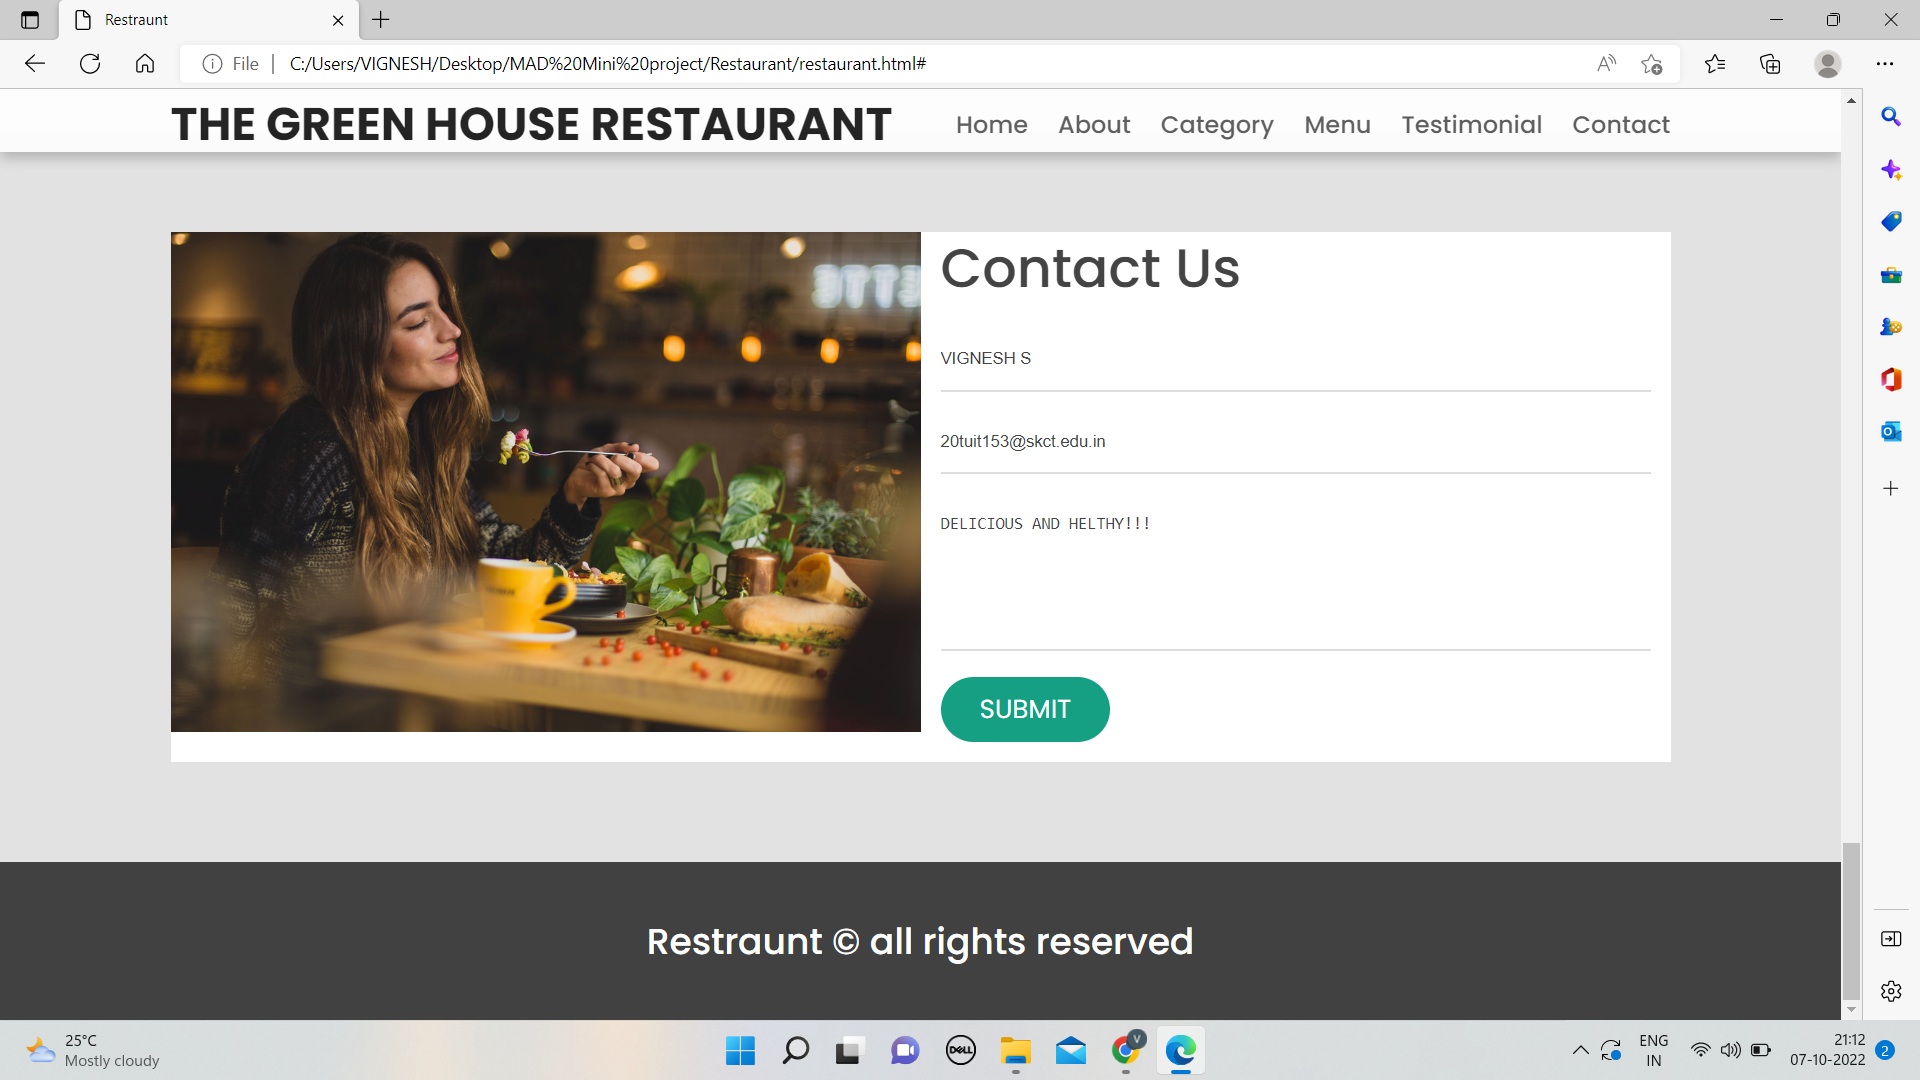 Restraunt
File
C:/Users/VIGNESH/Desktop/MAD%20Mini%20project/Restaurant/restaurant.html#
THE GREEN HOUSE RESTAURANT
Home About Category Menu Testimonial Contact
ETTE
Contact Us
VIGNESH S
20tuit153@skct.edu.in
DELICIOUS AND HELTHY!!!
SUBMIT
Restraunt © all rights reserved
25°C
Mostly cloudy
DELL
V
ENG
IN
21:12
07-10-2022
2